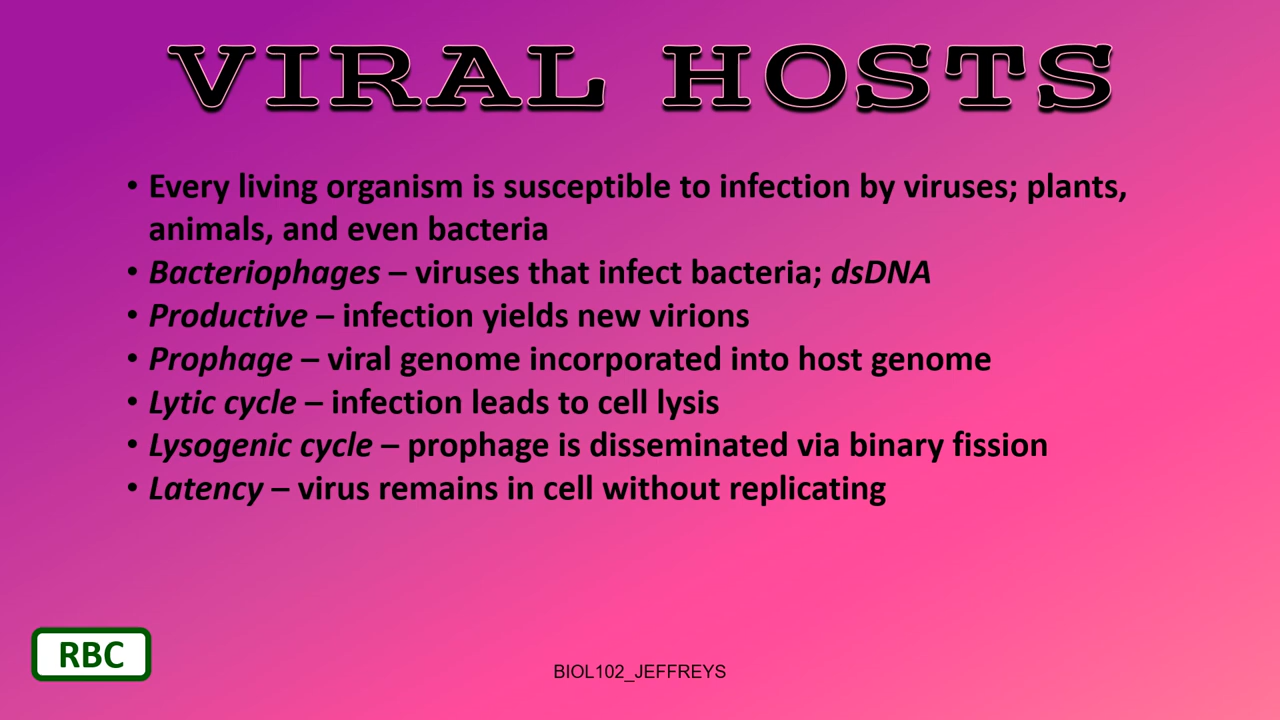 VIRAL HOSTS
• Every living organism is susceptible to infection by viruses; plants,
animals, and even bacteria
• Bacteriophages – viruses that infect bacteria; dsDNA
• Productive – infection yields new virions
• Prophage – viral genome incorporated into host genome
• Lytic cycle – infection leads to cell lysis
• Lysogenic cycle – prophage is disseminated via binary fission
• Latency – virus remains in cell without replicating
RBC
BIOL102_JEFFREYS